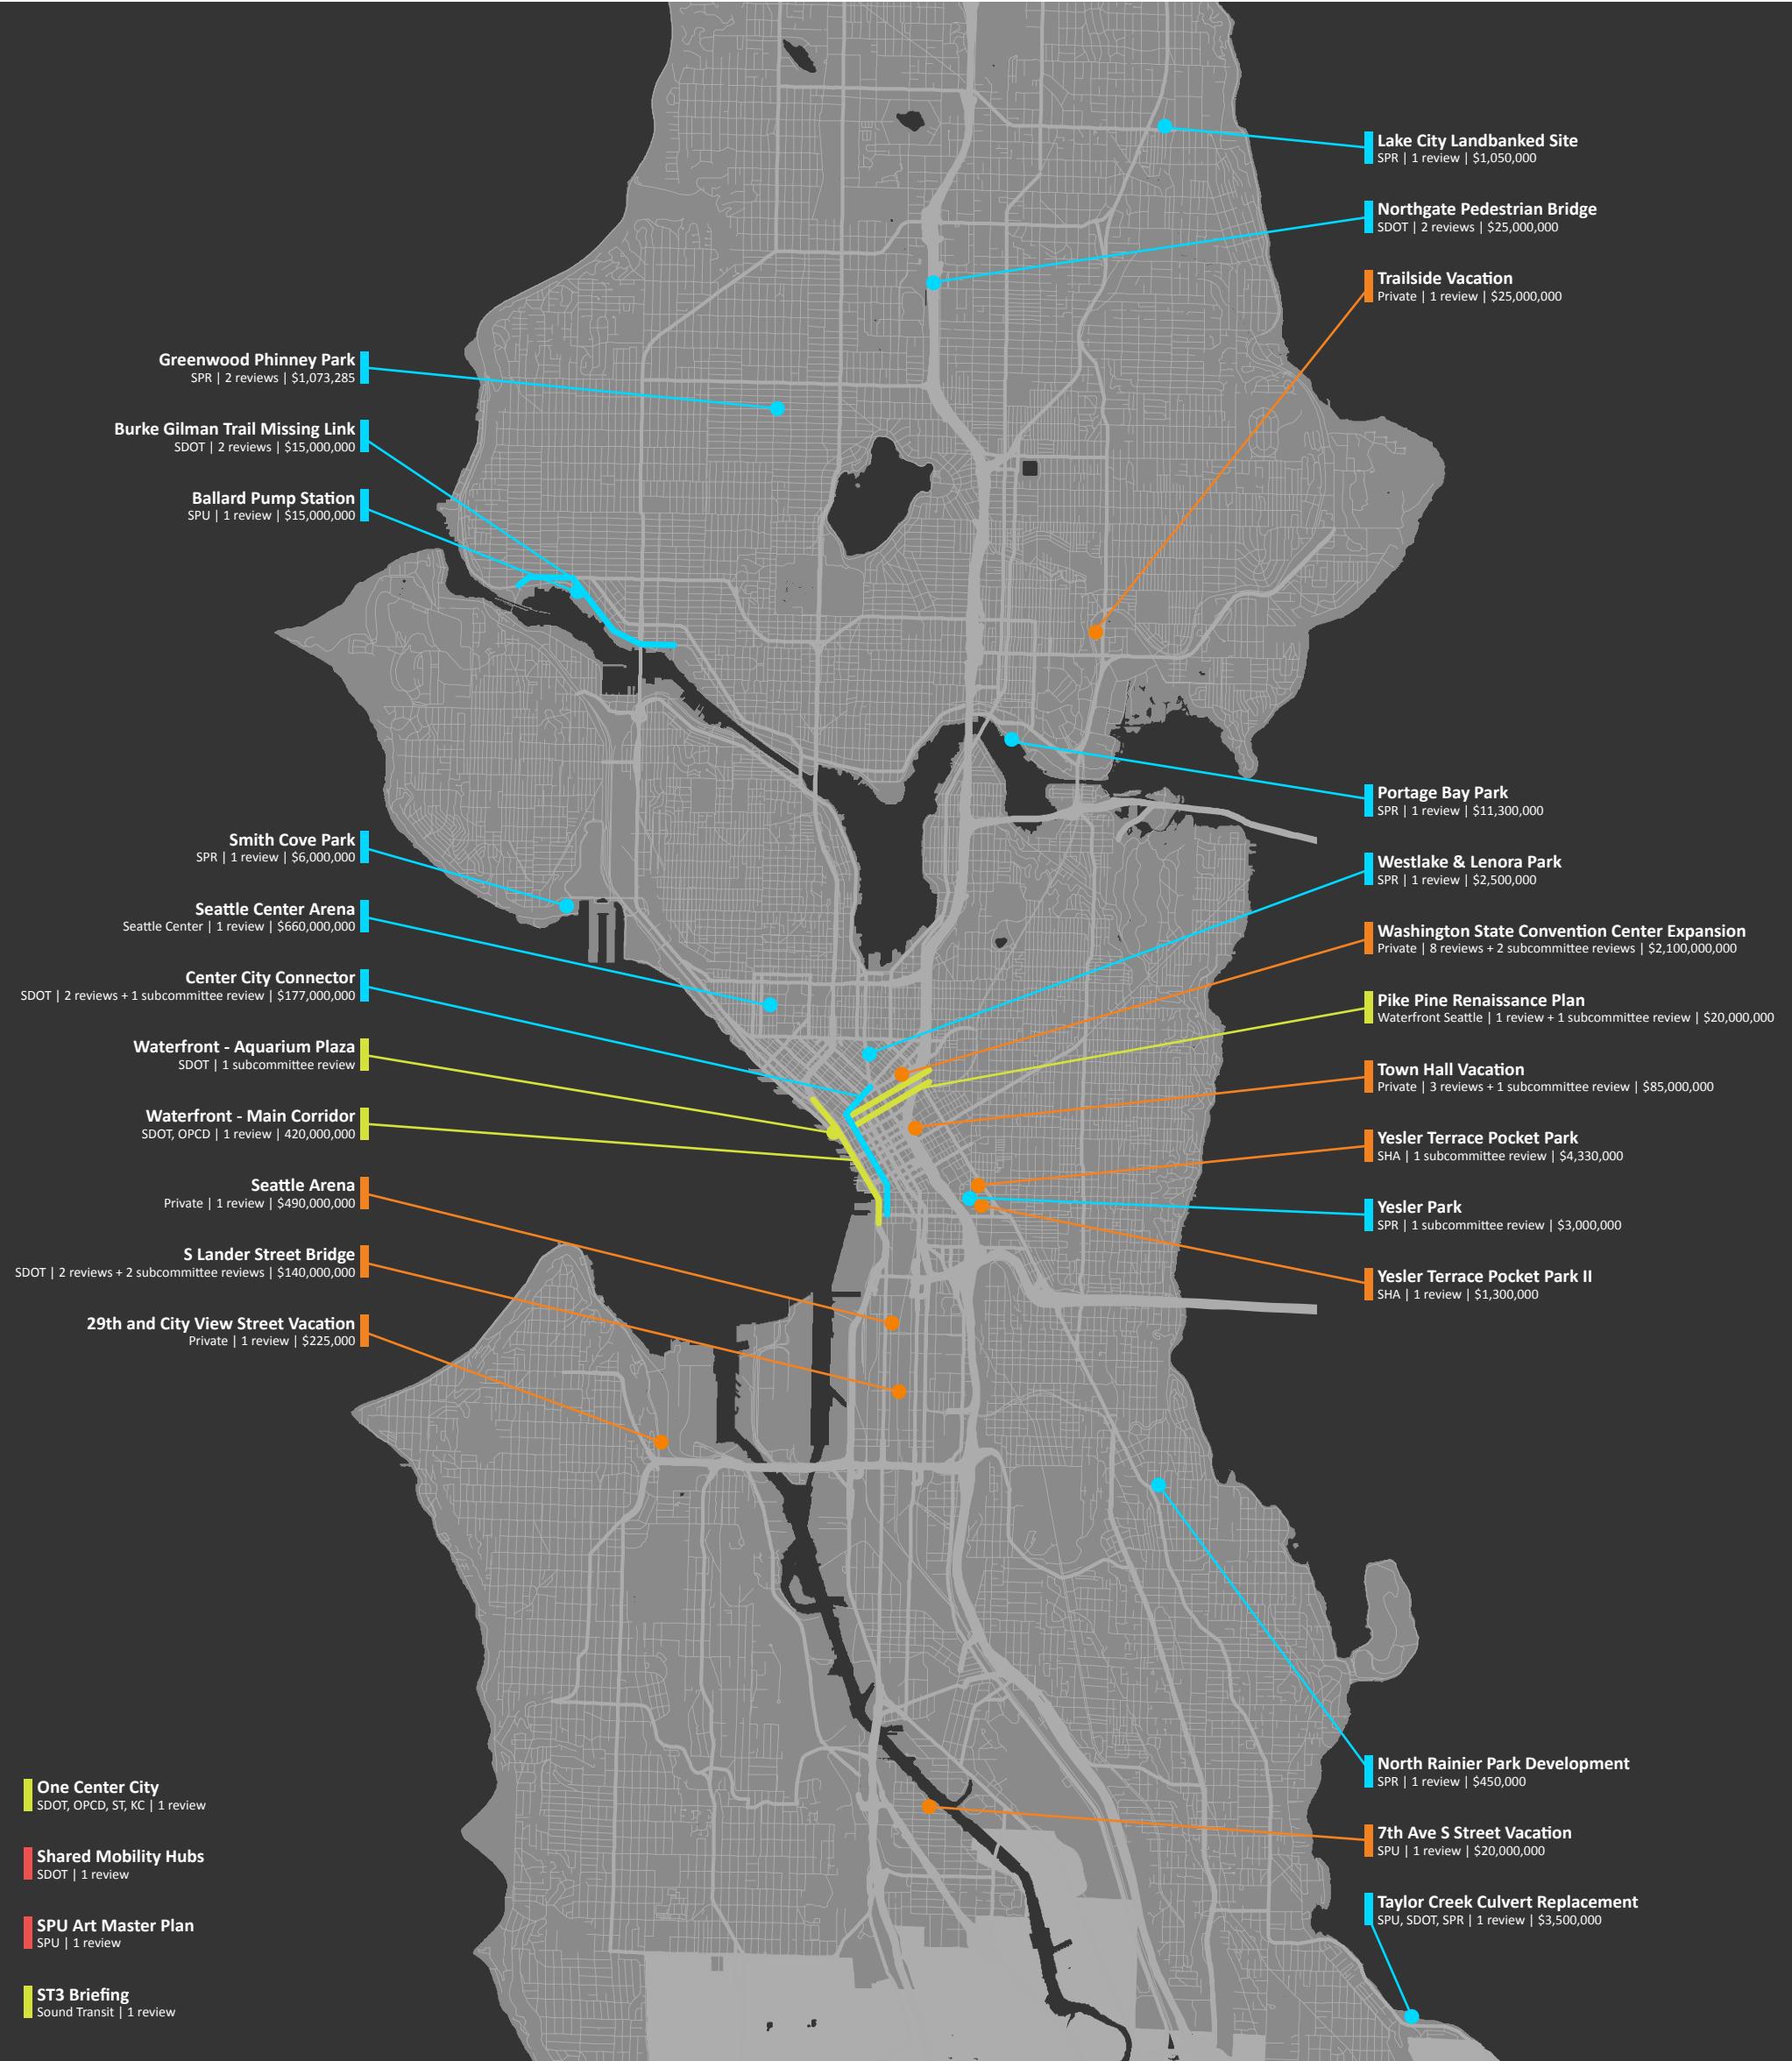 Lake City Landbanked Site
SPR | 1 review | $1,050,000
Northgate Pedestrian Bridge
SDOT | 2 reviews | $25,000,000
Trailside Vacation
Private | 1 review | $25,000,000
Greenwood Phinney Park
SPR | 2 reviews | $1,073,285
Burke Gilman Trail Missing Link
SDOT | 2 reviews | $15,000,000
Ballard Pump Station
SPU | 1 review | $15,000,000
Portage Bay Park
SPR | 1 review | $11,300,000
Smith Cove Park
SPR | 1 review | $6,000,000
Westlake & Lenora Park
SPR | 1 review | $2,500,000
Seattle Center Arena
Seattle Center | 1 review | $660,000,000
Washington State Convention Center Expansion
Private | 8 reviews + 2 subcommittee reviews | $2,100,000,000
Center City Connector
SDOT | 2 reviews + 1 subcommittee review | $177,000,000
Pike Pine Renaissance Plan
Waterfront Seattle | 1 review + 1 subcommittee review | $20,000,000
Waterfront - Aquarium Plaza
SDOT | 1 subcommittee review
Town Hall Vacation
Private | 3 reviews + 1 subcommittee review | $85,000,000
Waterfront - Main Corridor
SDOT, OPCD | 1 review | 420,000,000
Yesler Terrace Pocket Park
SHA | 1 subcommittee review | $4,330,000
Seattle Arena
Private | 1 review | $490,000,000
Yesler Park
SPR | 1 subcommittee review | $3,000,000
S Lander Street Bridge
SDOT | 2 reviews + 2 subcommittee reviews | $140,000,000
Yesler Terrace Pocket Park II
SHA | 1 review | $1,300,000
29th and City View Street Vacation
Private | 1 review | $225,000
North Rainier Park Development
SPR | 1 review | $450,000
One Center City
SDOT, OPCD, ST, KC | 1 review
7th Ave S Street Vacation
SPU | 1 review | $20,000,000
Shared Mobility Hubs
SDOT | 1 review
Taylor Creek Culvert Replacement
SPU, SDOT, SPR | 1 review | $3,500,000
SPU Art Master Plan
SPU | 1 review
ST3 Briefing
Sound Transit | 1 review